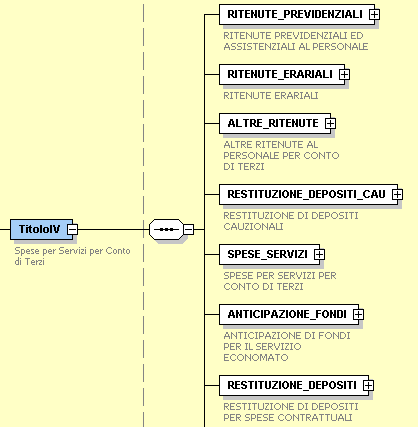 RITENUTE_PREVIDENZIALI
RITENUTE PREVIDENZIALI ED
ASSISTENZIALI AL PERSONALE
RITENUTE_ERARIALI
RITENUTE ERARIALI
ALTRE_RITENUTE
ALTRE RITENUTE AL
PERSONALE PER CONTO
DI TERZI
RESTITUZIONE_DEPOSITI_CAU
RESTITUZIONE DI DEPOSITI
CAUZIONALI
TitoloIV
Spese per Servizi per Conto
di Terzi
SPESE_SERVIZI
SPESE PER SERVIZI PER
CONTO DI TERZI
ANTICIPAZIONE_FONDI
ANTICIPAZIONE DI FONDI
PER IL SERVIZIO
ECONOMATO
RESTITUZIONE_DEPOSITI
RESTITUZIONE DI DEPOSITI
PER SPESE CONTRATTUALI